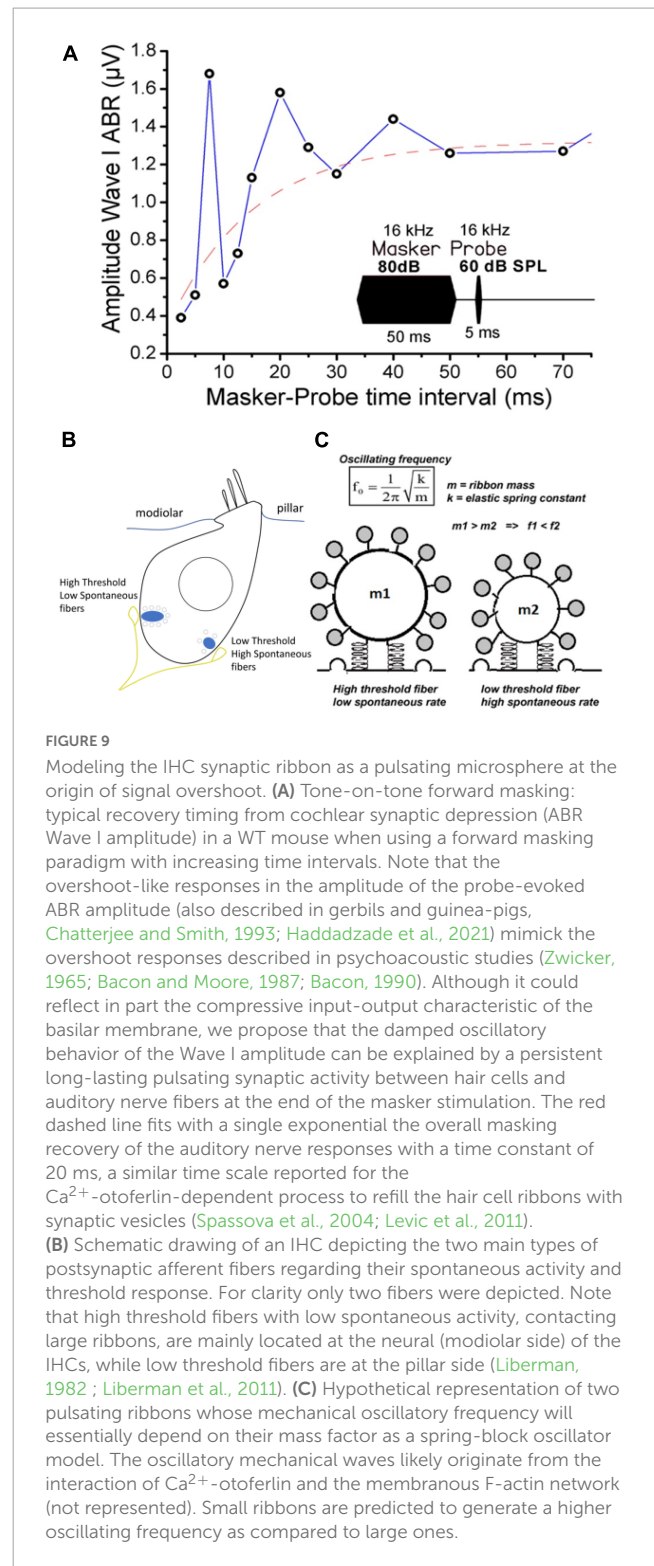 A
Amplitude Wave I ABR (µV)
1.8
1.6
1.4
1.2
1.0
0.8
0.6
0.4
0.2
16 kHz 16 kHz
Masker Probe
80dB 60 dB SPL
50 ms 5 ms
0 10 20 30 40 50 60 70
Masker-Probe time interval (ms)
B
modiolar
pillar
High Threshold
Low Spontaneous
fibers
Low Threshold
High Spontaneous
fibers
C
Oscillating frequency
f₀ = 1/2π √k/m
m = ribbon mass
k = elastic spring constant
m1 > m2 => f1 < f2
m1
m2
High threshold fiber
low spontaneous rate
low threshold fiber
high spontaneous rate
FIGURE 9
Modeling the IHC synaptic ribbon as a pulsating microsphere at the
origin of signal overshoot. (A) Tone-on-tone forward masking:
typical recovery timing from cochlear synaptic depression (ABR
Wave I amplitude) in a WT mouse when using a forward masking
paradigm with increasing time intervals. Note that the
overshoot-like responses in the amplitude of the probe-evoked
ABR amplitude (also described in gerbils and guinea-pigs,
Chatterjee and Smith, 1993; Haddadzade et al., 2021) mimick the
overshoot responses described in psychoacoustic studies (Zwicker,
1965; Bacon and Moore, 1987; Bacon, 1990). Although it could
reflect in part the compressive input-output characteristic of the
basilar membrane, we propose that the damped oscillatory
behavior of the Wave I amplitude can be explained by a persistent
long-lasting pulsating synaptic activity between hair cells and
auditory nerve fibers at the end of the masker stimulation. The red
dashed line fits with a single exponential the overall masking
recovery of the auditory nerve responses with a time constant of
20 ms, a similar time scale reported for the
Ca²⁺-otoferlin-dependent process to refill the hair cell ribbons with
synaptic vesicles (Spassova et al., 2004; Levic et al., 2011).
(B) Schematic drawing of an IHC depicting the two main types of
postsynaptic afferent fibers regarding their spontaneous activity and
threshold response. For clarity only two fibers were depicted. Note
that high threshold fibers with low spontaneous activity, contacting
large ribbons, are mainly located at the neural (modiolar side) of the
IHCs, while low threshold fibers are at the pillar side (Liberman,
1982 ; Liberman et al., 2011). (C) Hypothetical representation of two
pulsating ribbons whose mechanical oscillatory frequency will
essentially depend on their mass factor as a spring-block oscillator
model. The oscillatory mechanical waves likely originate from the
interaction of Ca²⁺-otoferlin and the membranous F-actin network
(not represented). Small ribbons are predicted to generate a higher
oscillating frequency as compared to large ones.